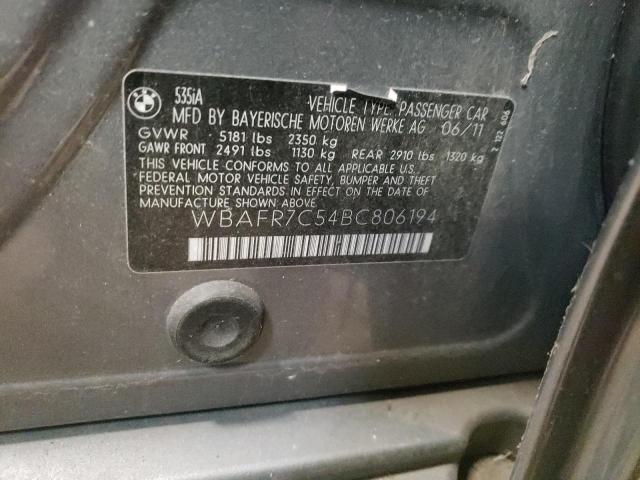 535iA
VEHICLE TYPE: PASSENGER CAR
MFD BY BAYERISCHE MOTOREN WERKE AG 06/11
GVWR 5181 lbs 2350 kg
GAWR FRONT 2491 lbs 1130 kg REAR 2910 lbs 1320 kg
THIS VEHICLE CONFORMS TO ALL APPLICABLE U.S.
FEDERAL MOTOR VEHICLE SAFETY, BUMPER AND THEFT
PREVENTION STANDARDS IN EFFECT ON THE DATE OF
MANUFACTURE SHOWN ABOVE.
WBAFR7C54BC806194